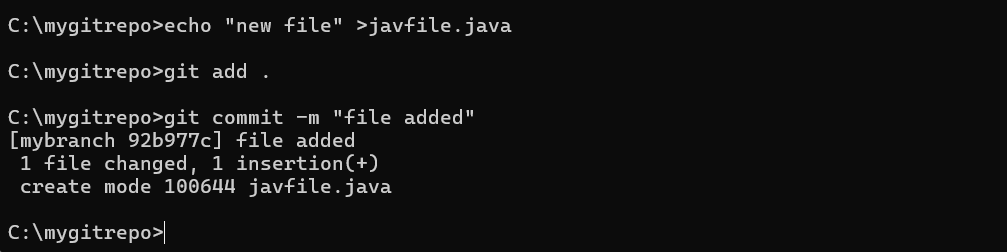 C:\mygitrepo>echo "new file" >javfile.java
C:\mygitrepo>git add .
C:\mygitrepo>git commit -m "file added"
[mybranch 92b977c] file added
 1 file changed, 1 insertion(+)
 create mode 100644 javfile.java
C:\mygitrepo>